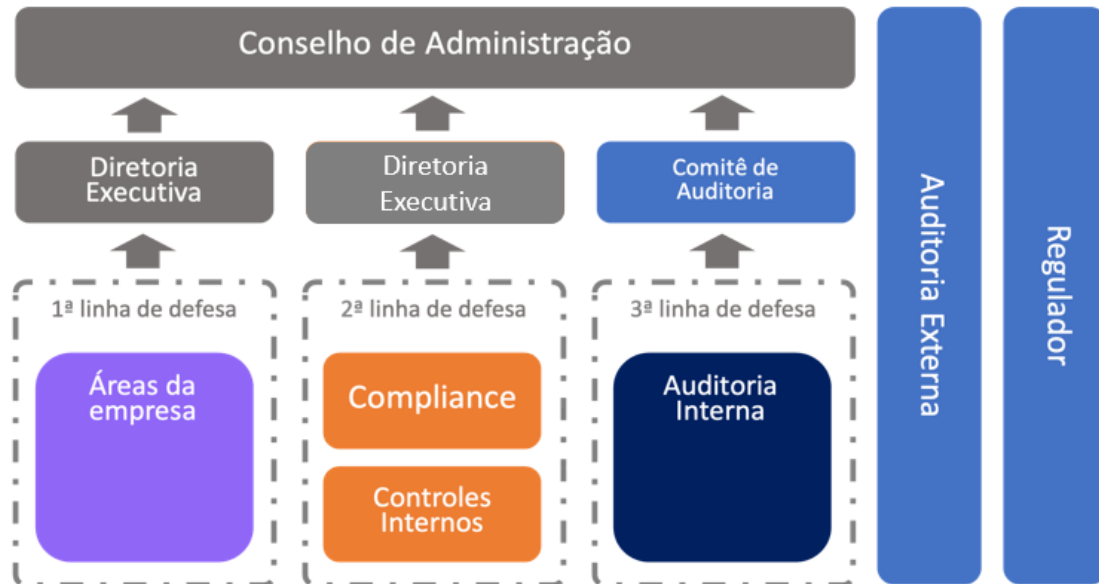 Conselho de Administração
Diretoria
Executiva
Diretoria
Executiva
Comitê de
Auditoria
1ª linha de defesa
2ª linha de defesa
3ª linha de defesa
Áreas da
empresa
Compliance
Controles
Internos
Auditoria
Interna
Auditoria Externa
Regulador